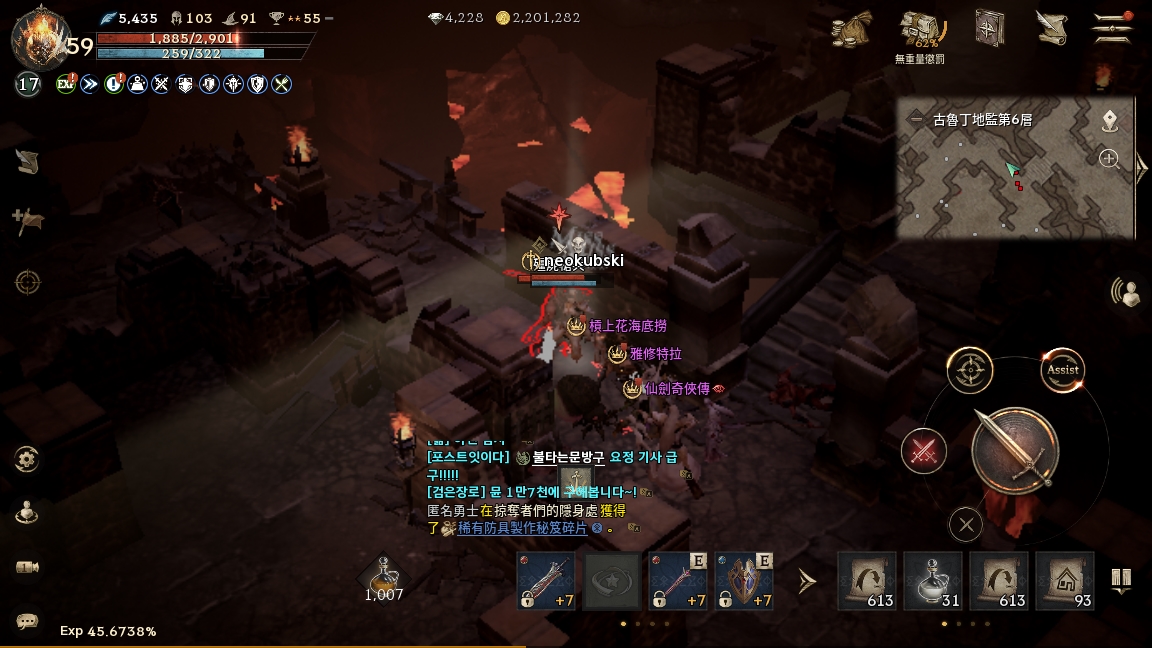 5,435 103 91 55
59
1,885/2,901
259/322
17
EXP
4,228 2,201,282
62%
無重量懲罰
古魯丁地監第6層
neokubski
槓上花海底撈
雅修特拉
仙劍奇俠傳
Assist
[포스트잇이다] 불타는문방구 요정 기사 급
구!!!!!
[검은장로] 문 1만7천에 구해봅니다~!
匿名勇士在掠奪者們的隱身處獲得
了 稀有防具製作秘笈碎片 。
1,007
+7
E +7
E +7
613 31 613 93
Exp 45.6738%